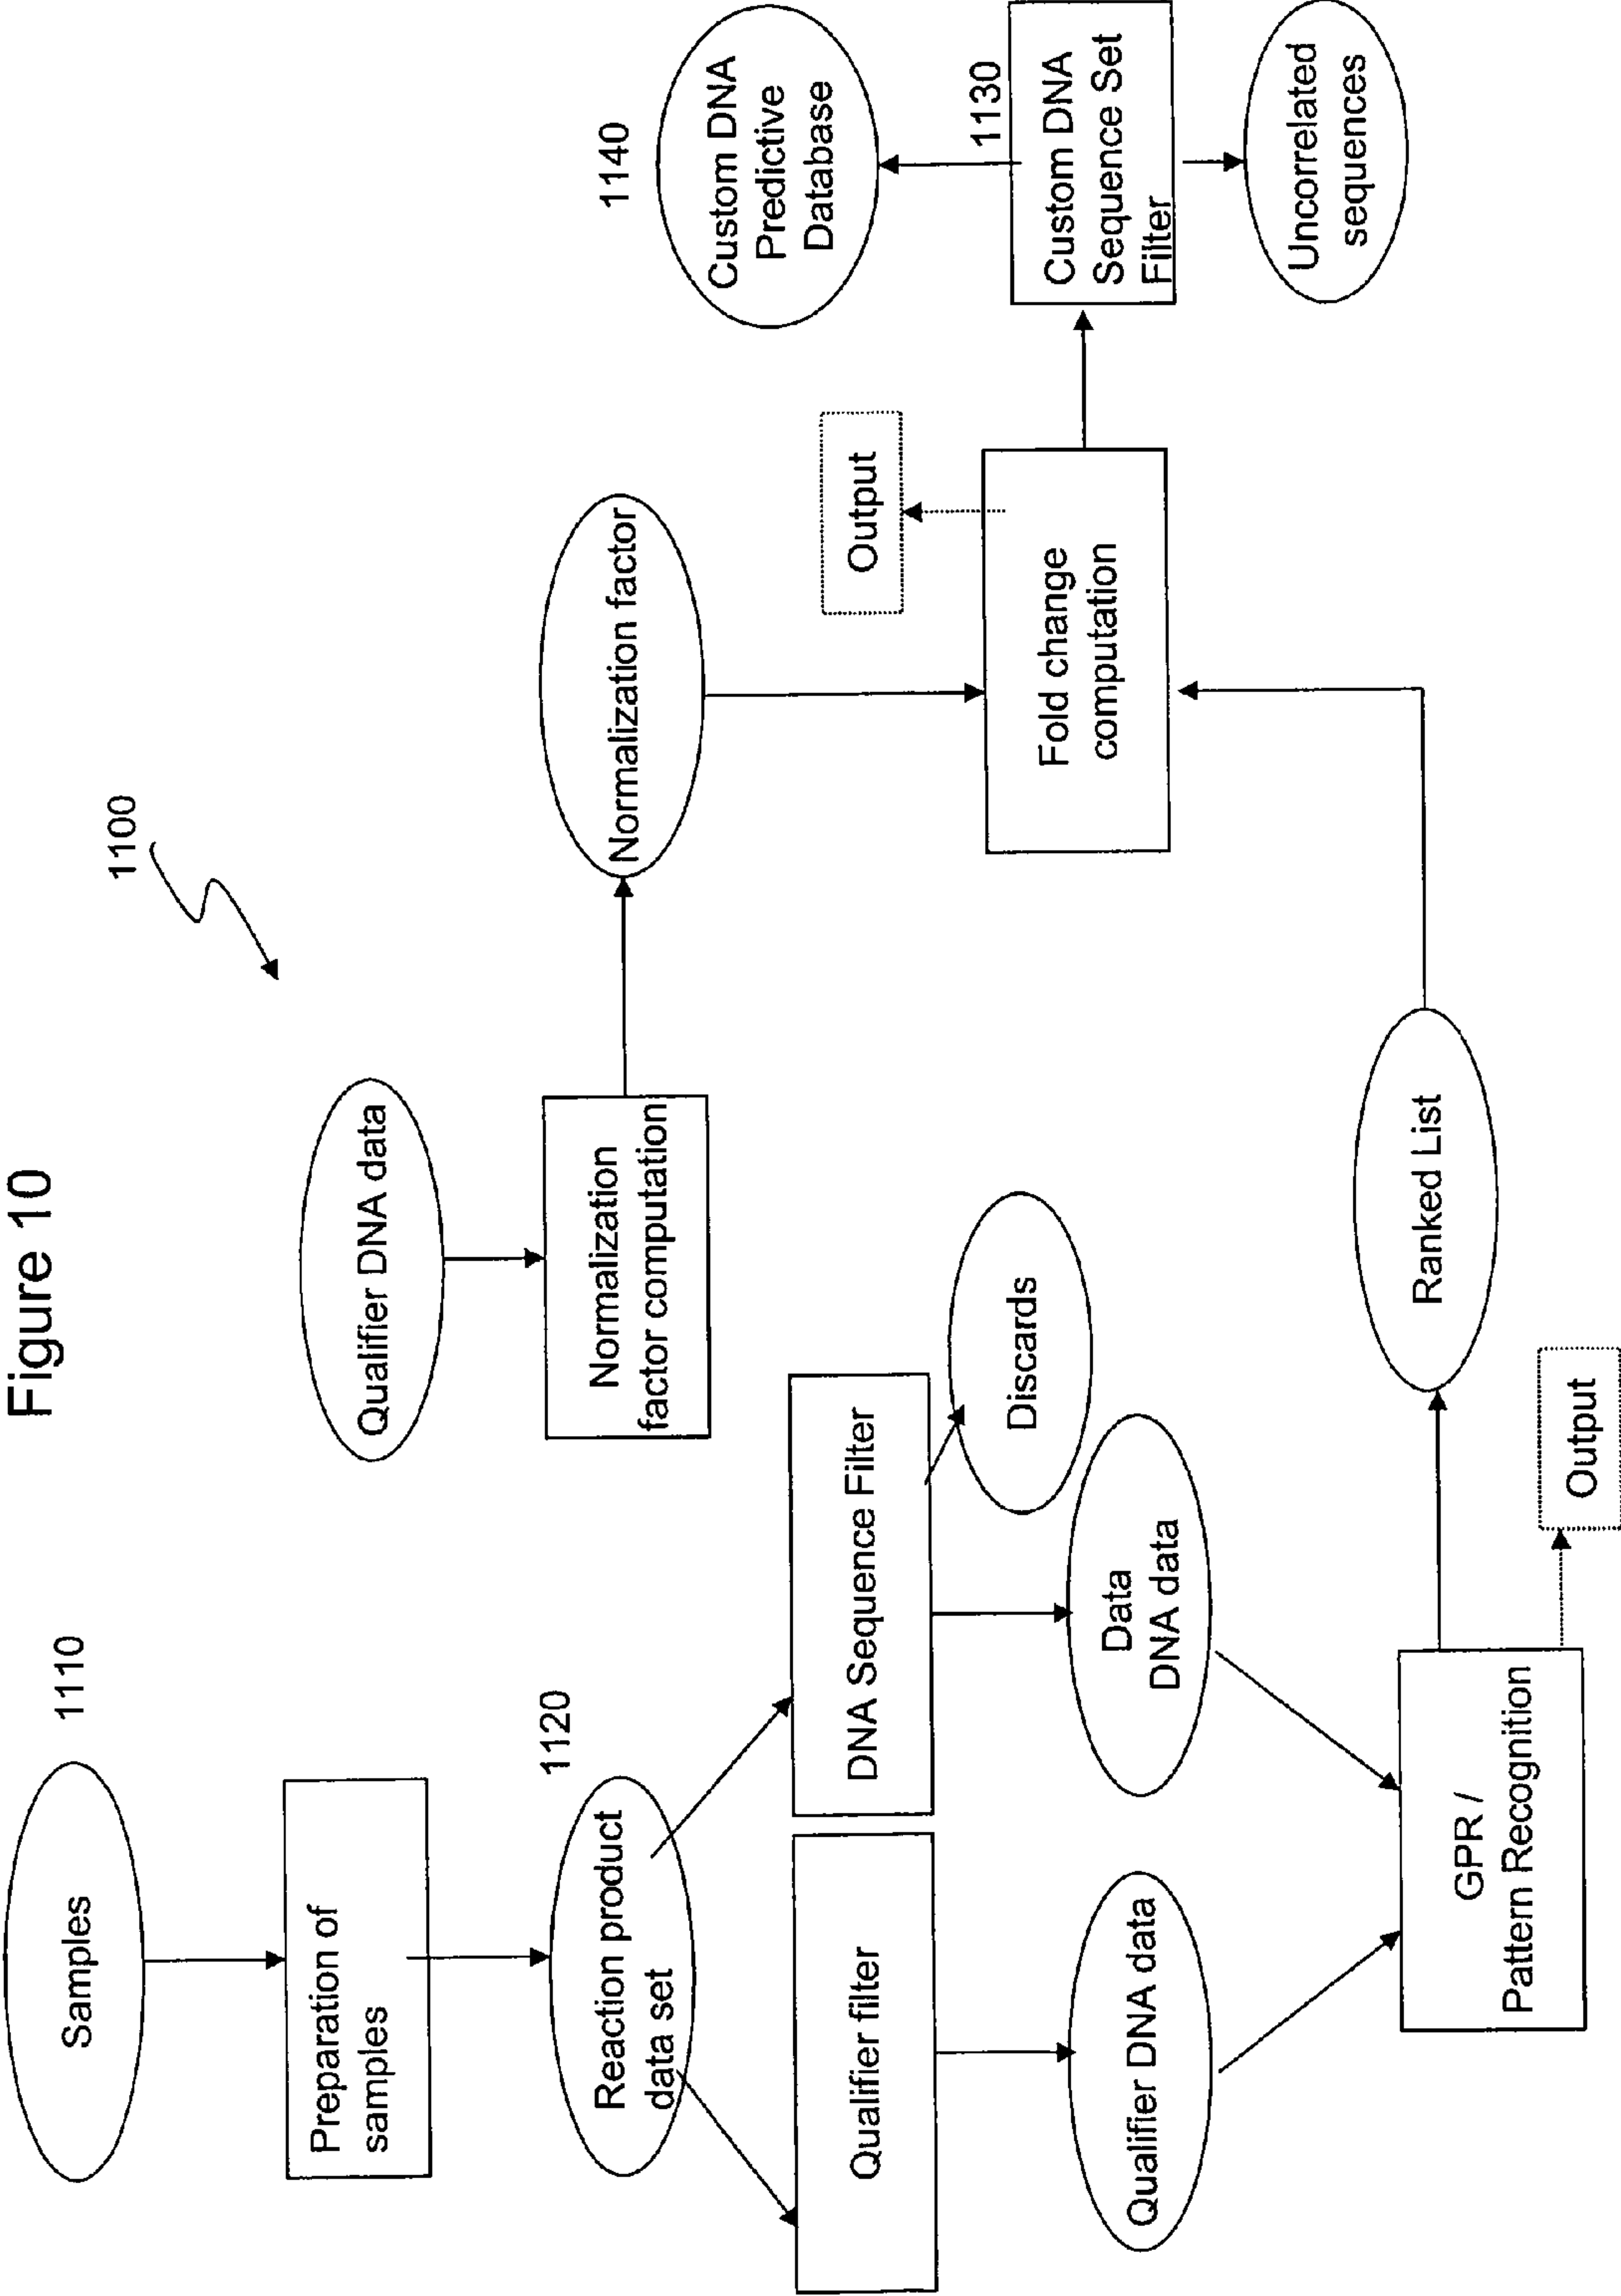 Figure 10
1100
1110
Samples
Preparation of
samples
1120
Reaction product
data set
Qualifier filter
DNA Sequence Filter
Discards
Qualifier DNA data
Data
DNA data
GPR /
Pattern Recognition
Output
Ranked List
Qualifier DNA data
Normalization
factor computation
Normalization factor
Fold change
computation
Output
1140
Custom DNA
Predictive
Database
1130
Custom DNA
Sequence Set
Filter
Uncorrelated
sequences